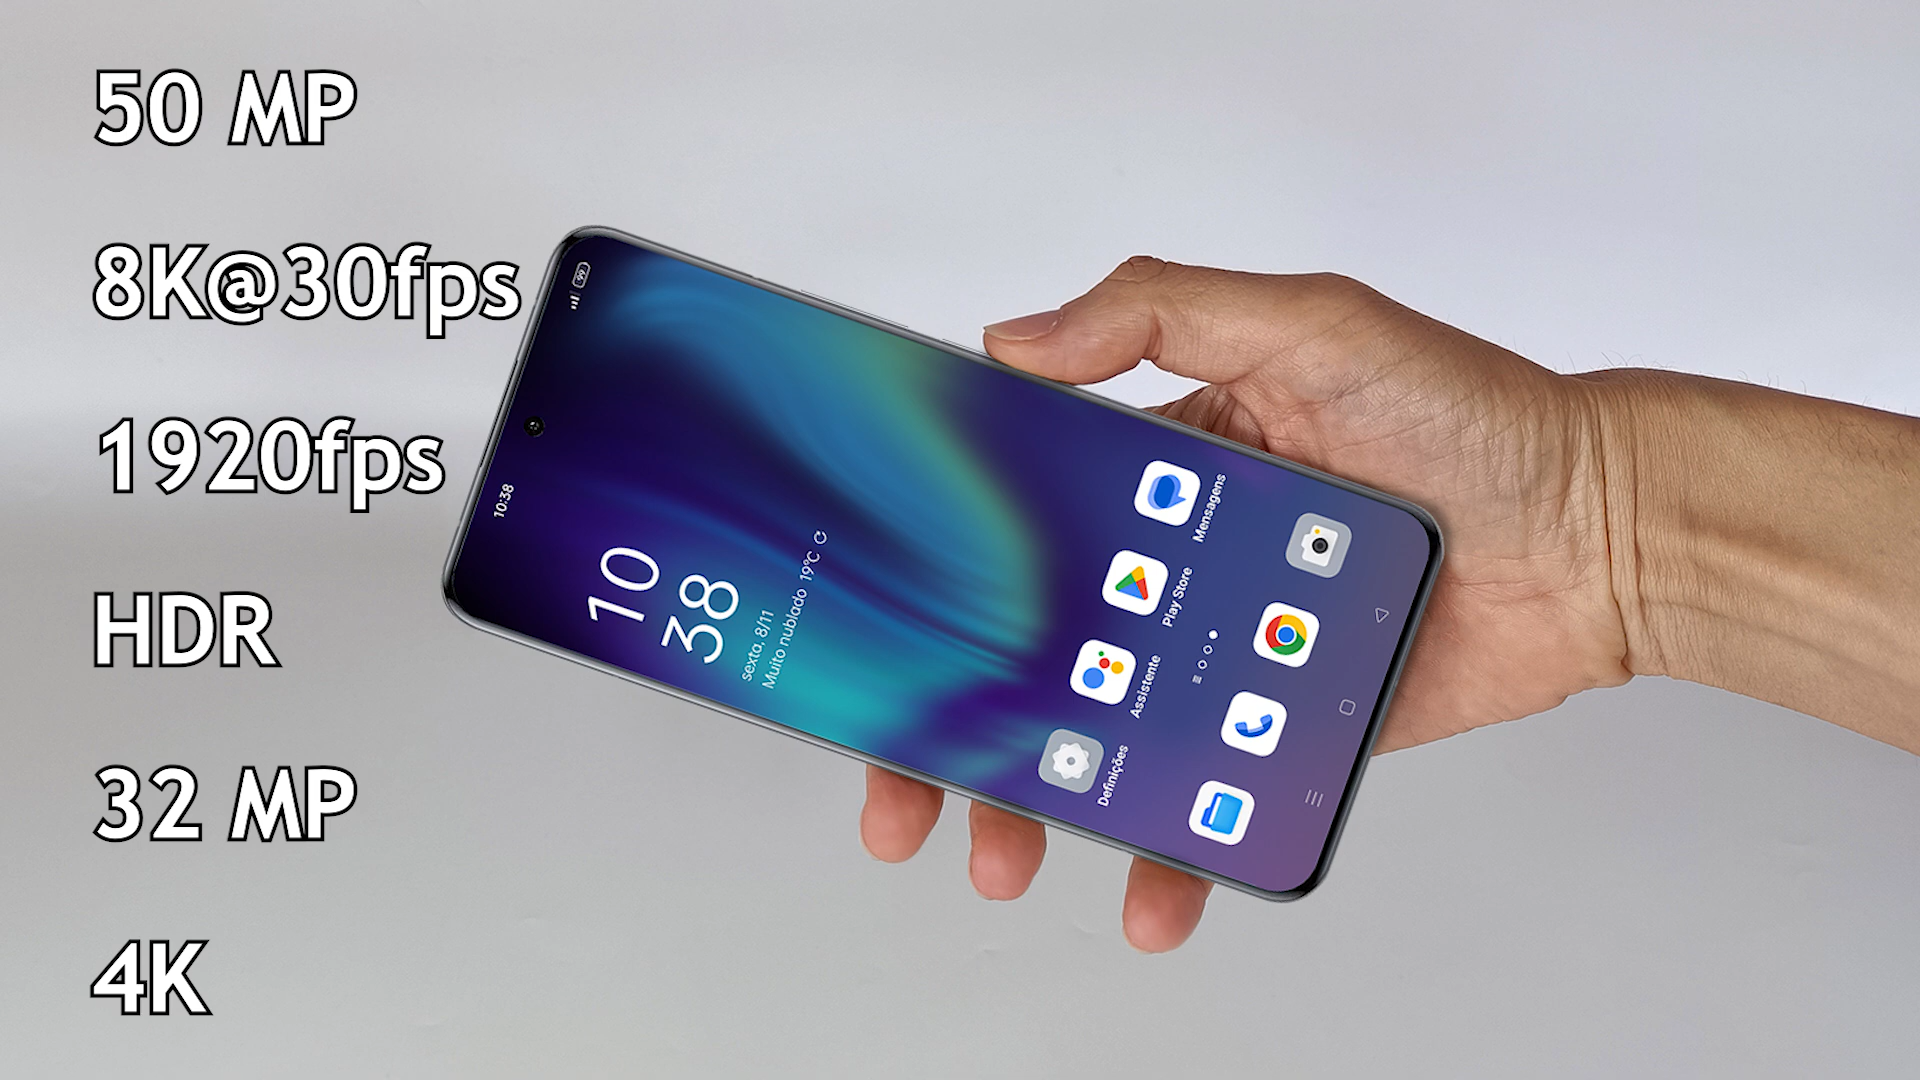 50 MP
8K@30fps
1920fps
HDR
32 MP
4K
99
10:38
10
38
sexta, 8/11
Muito nublado 19°C
Mensagens
Play Store
Assistente
Definições